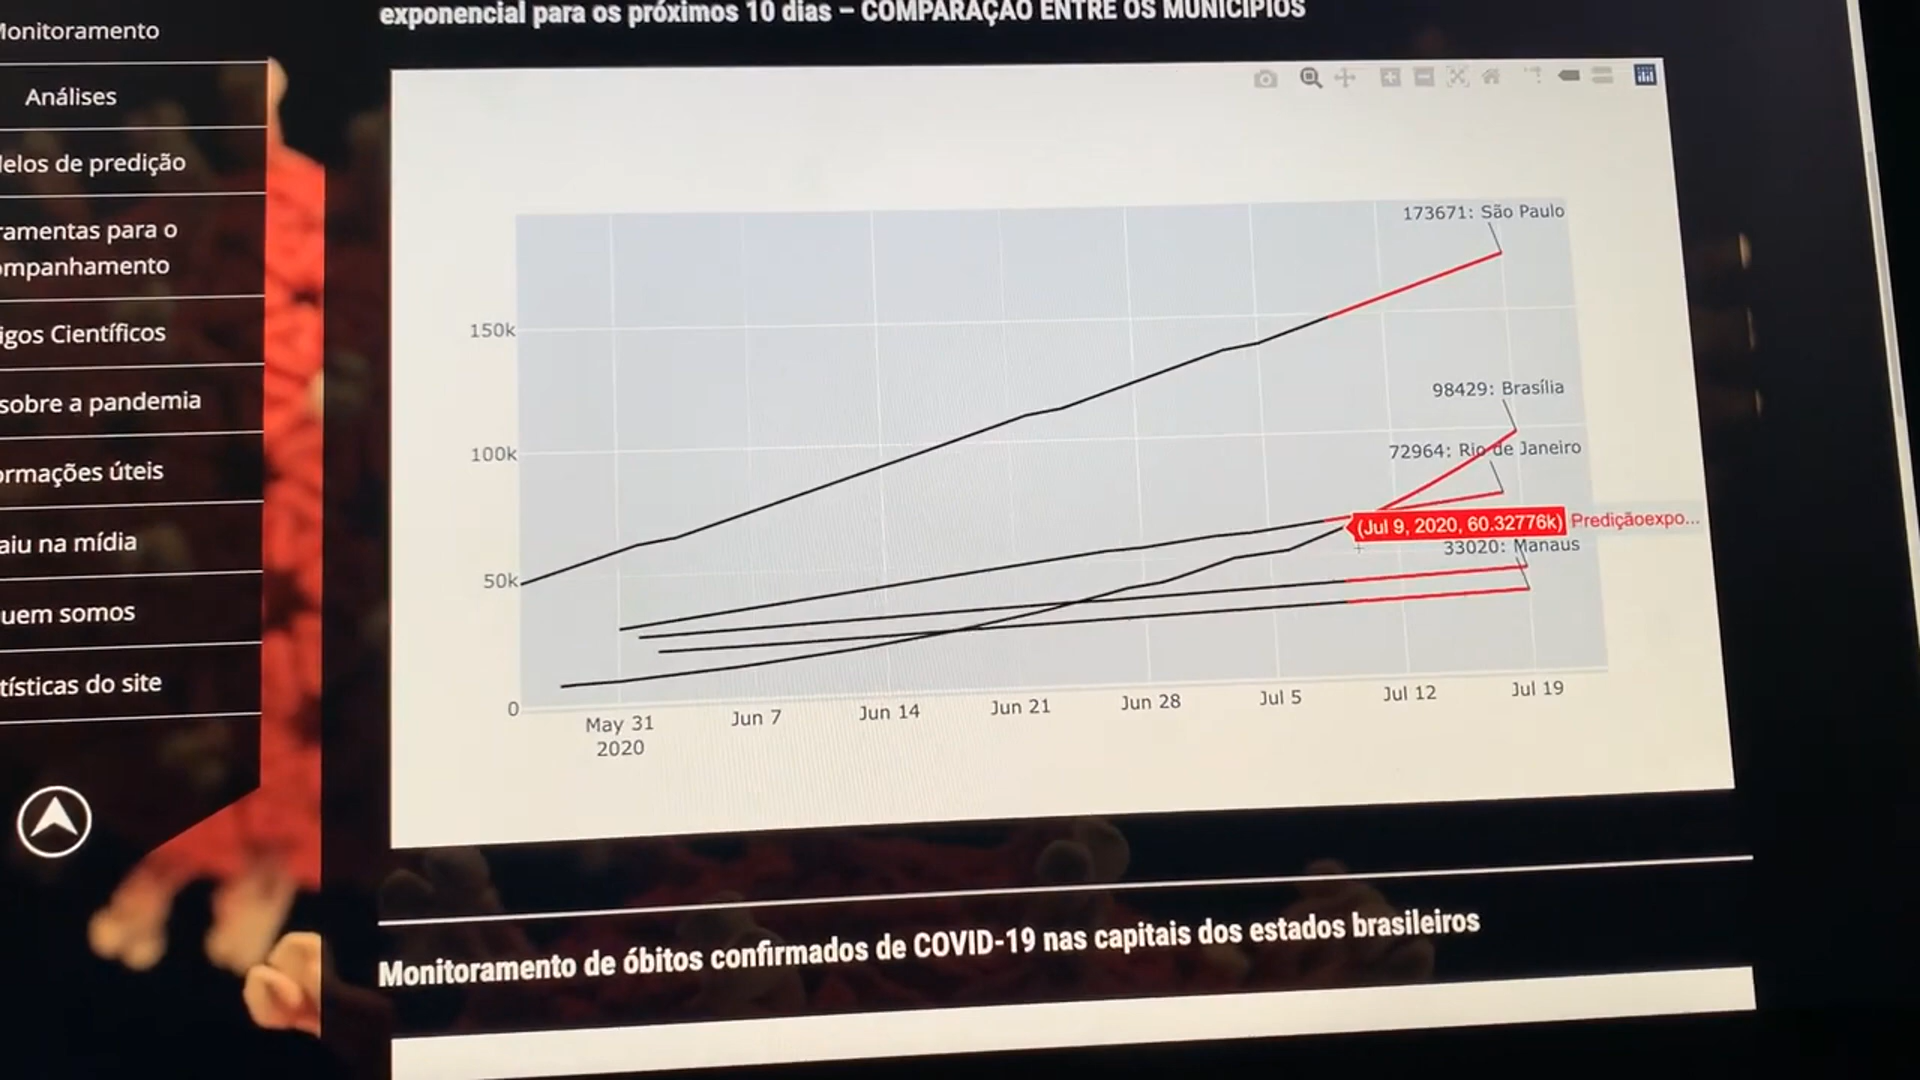 Monitoramento
Análises
elos de predição
ramentas para o
ompanhamento
igos Científicos
sobre a pandemia
ormações úteis
aiu na mídia
uem somos
tísticas do site
exponencial para os próximos 10 dias – COMPARAÇÃO ENTRE OS MUNICÍPIOS
173671: São Paulo
150k
98429: Brasília
100k
72964: Rio de Janeiro
(Jul 9, 2020, 60.32776k) Prediçãoexpo...
33020: Manaus
50k
0
May 31
2020
Jun 7
Jun 14
Jun 21
Jun 28
Jul 5
Jul 12
Jul 19
Monitoramento de óbitos confirmados de COVID-19 nas capitais dos estados brasileiros